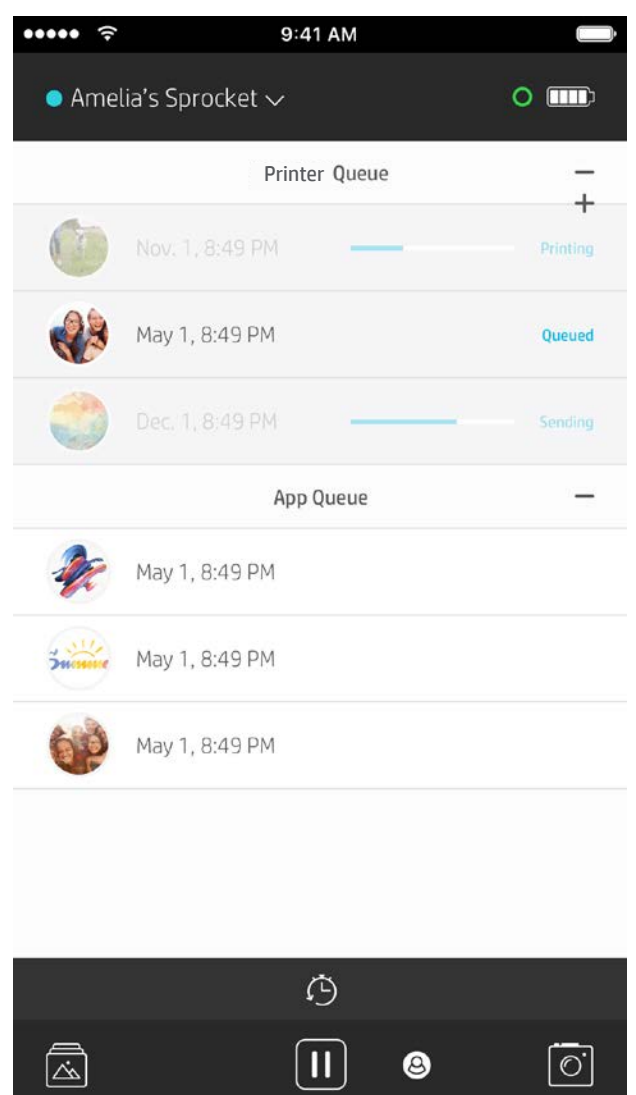 9:41 AM
Amelia's Sprocket
Printer Queue
Nov. 1, 8:49 PM Printing
May 1, 8:49 PM Queued
Dec. 1, 8:49 PM Sending
App Queue
May 1, 8:49 PM
May 1, 8:49 PM
May 1, 8:49 PM